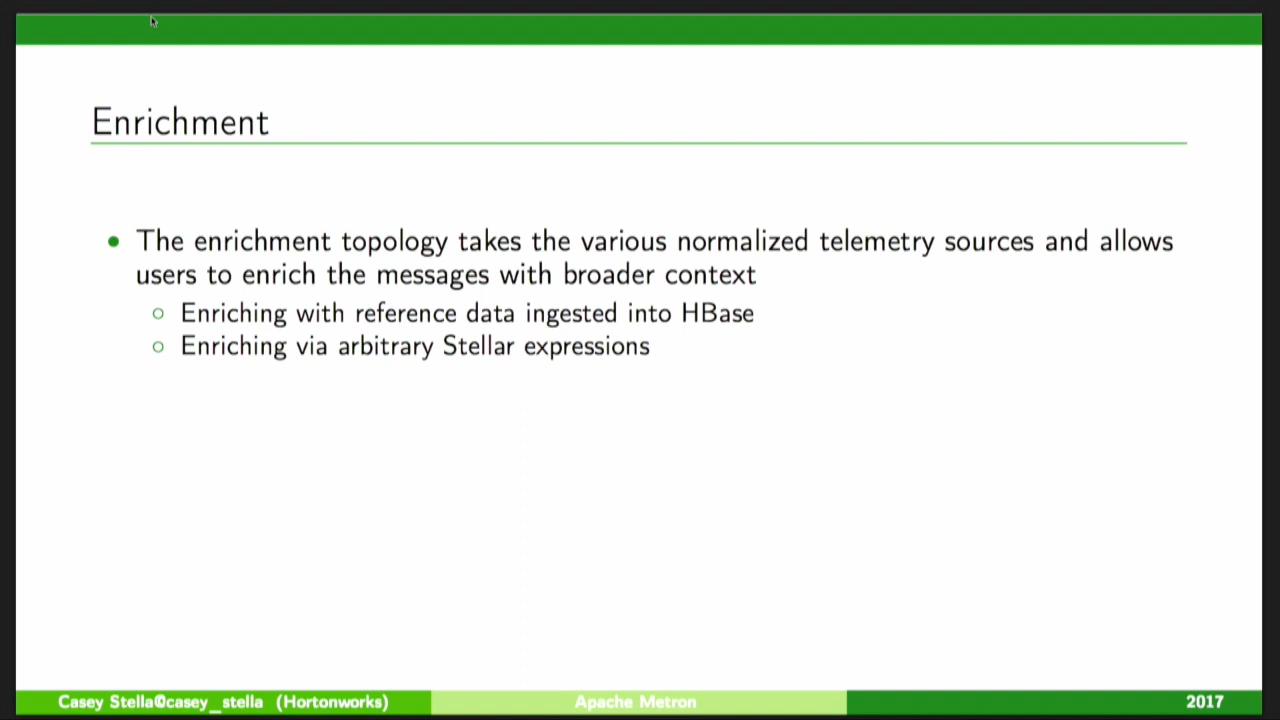 Enrichment
The enrichment topology takes the various normalized telemetry sources and allows
users to enrich the messages with broader context
Enriching with reference data ingested into HBase
Enriching via arbitrary Stellar expressions
Casey Stella@casey_stella (Hortonworks) Apache Metron 2017